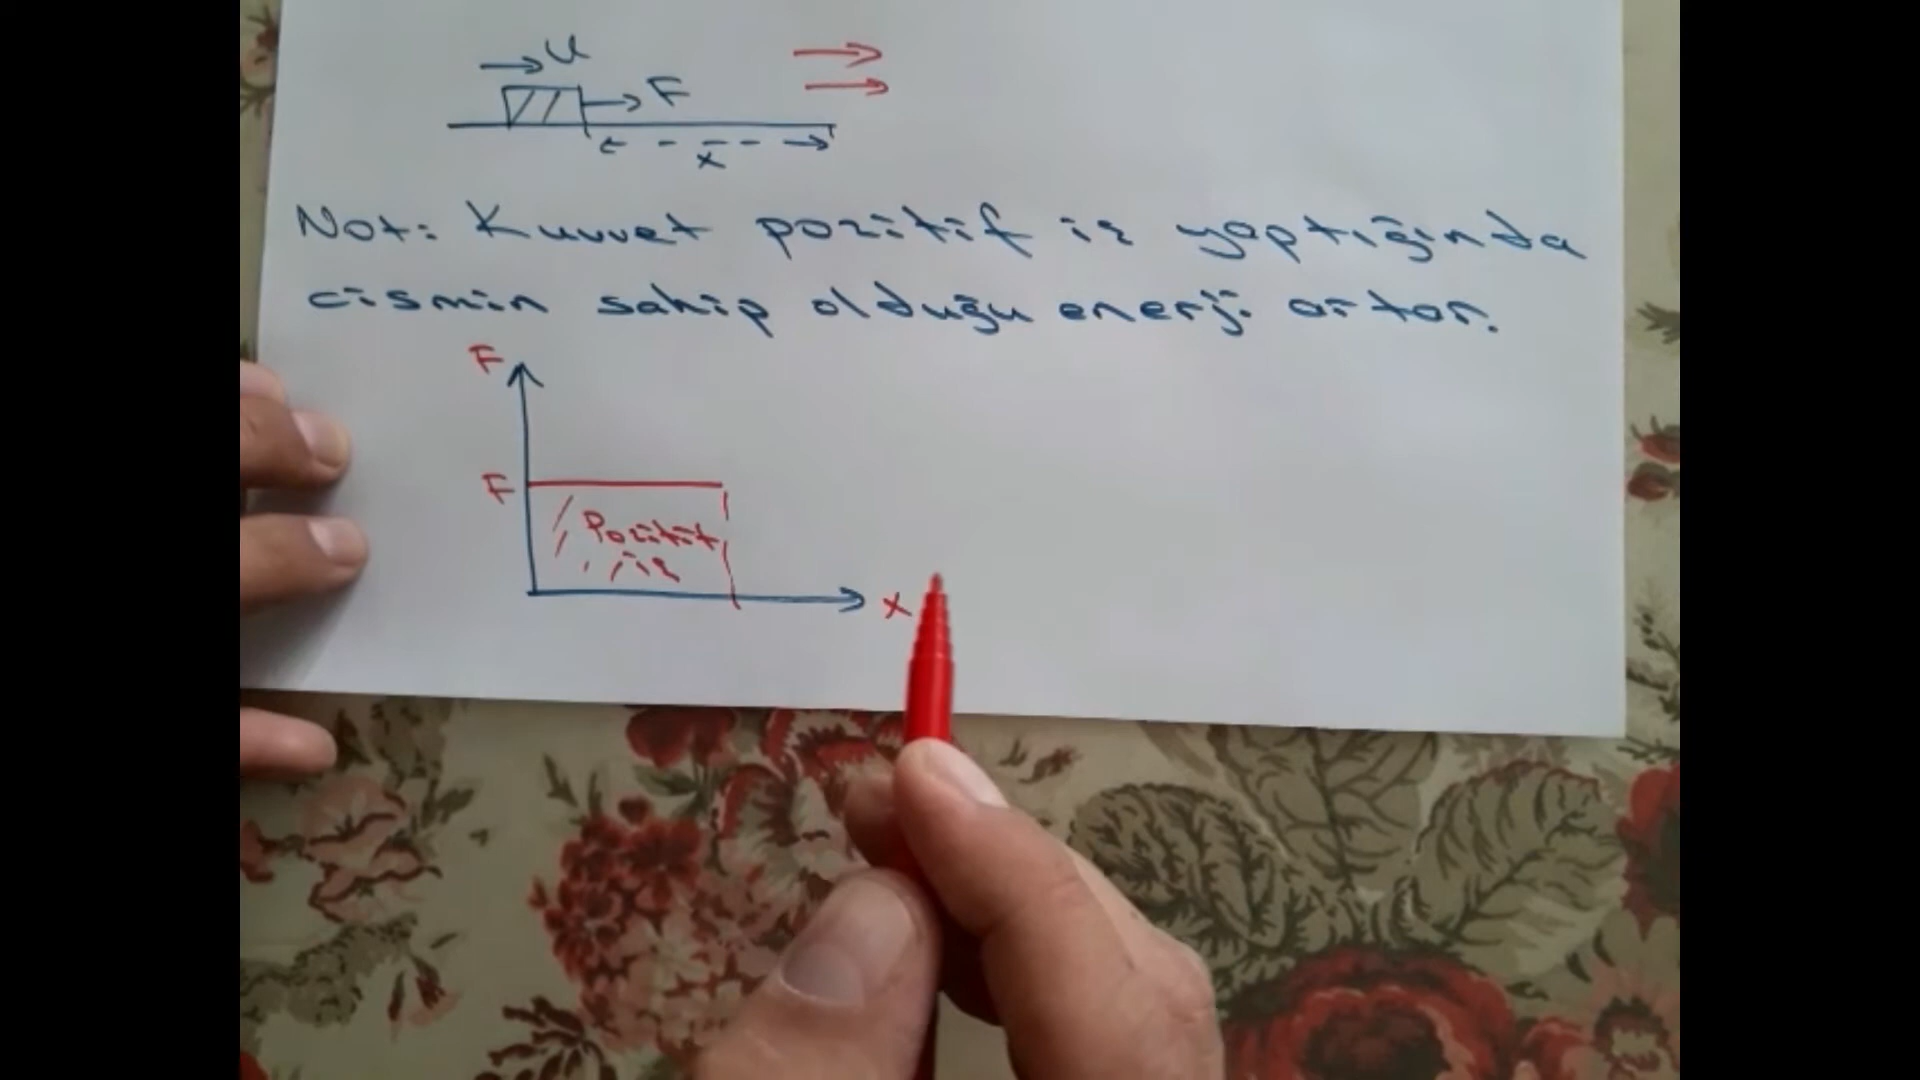 U
F
x
Not: Kuvvet pozitif iş yaptığında
cismin sahip olduğu enerji artar.
F
F
Pozitif
iş
x